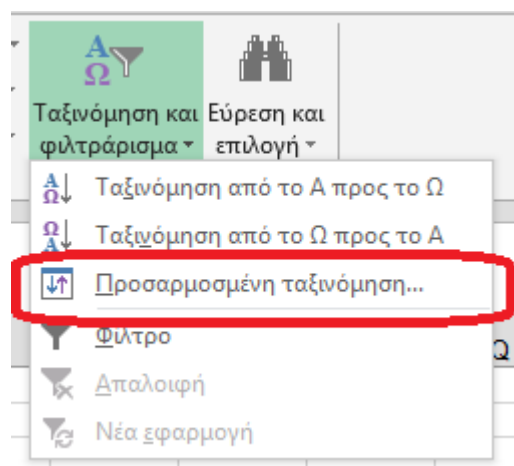 Α
Ω
Ταξινόμηση και φιλτράρισμα
Εύρεση και επιλογή
Α
Ω
Ταξινόμηση από το Α προς το Ω
Ω
Α
Ταξινόμηση από το Ω προς το Α
Προσαρμοσμένη ταξινόμηση...
Φίλτρο
Q
Απαλοιφή
Νέα εφαρμογή